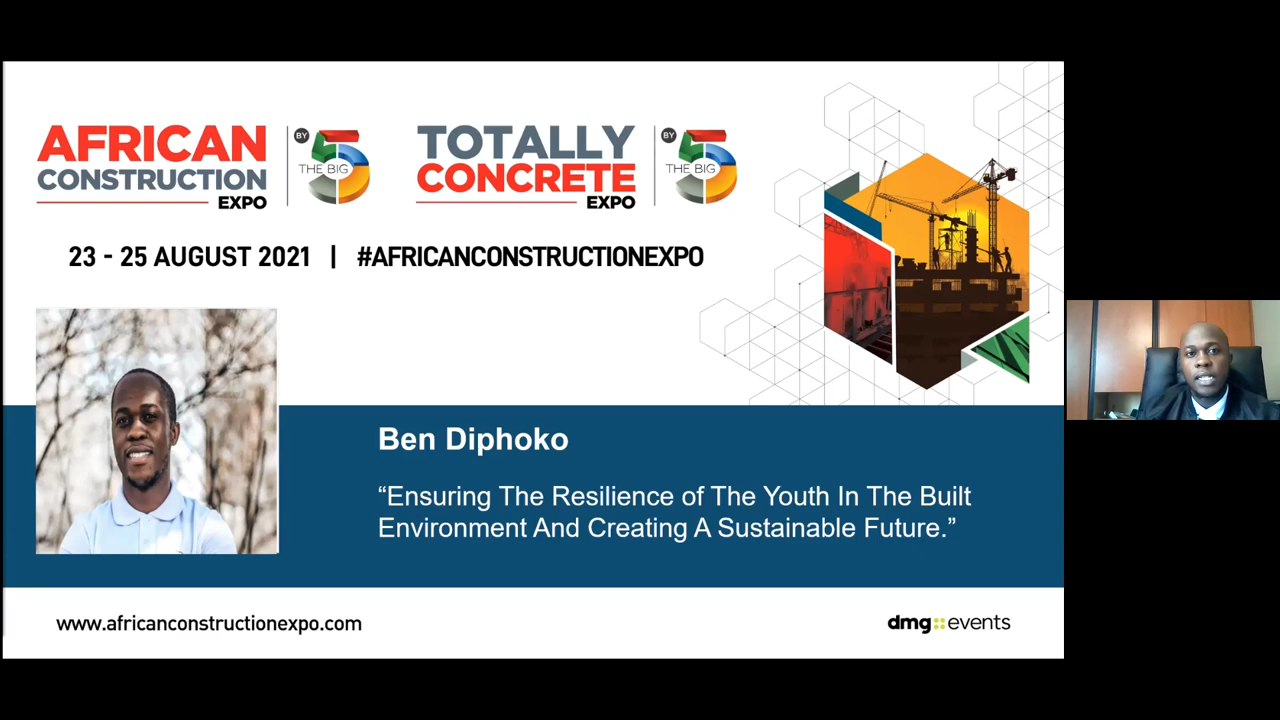 AFRICAN
CONSTRUCTION
EXPO
BY
THE BIG
5
TOTALLY
CONCRETE
EXPO
BY
THE BIG
5
23 - 25 AUGUST 2021 | #AFRICANCONSTRUCTIONEXPO
Ben Diphoko
“Ensuring The Resilience of The Youth In The Built
Environment And Creating A Sustainable Future.”
www.africanconstructionexpo.com
dmg::events